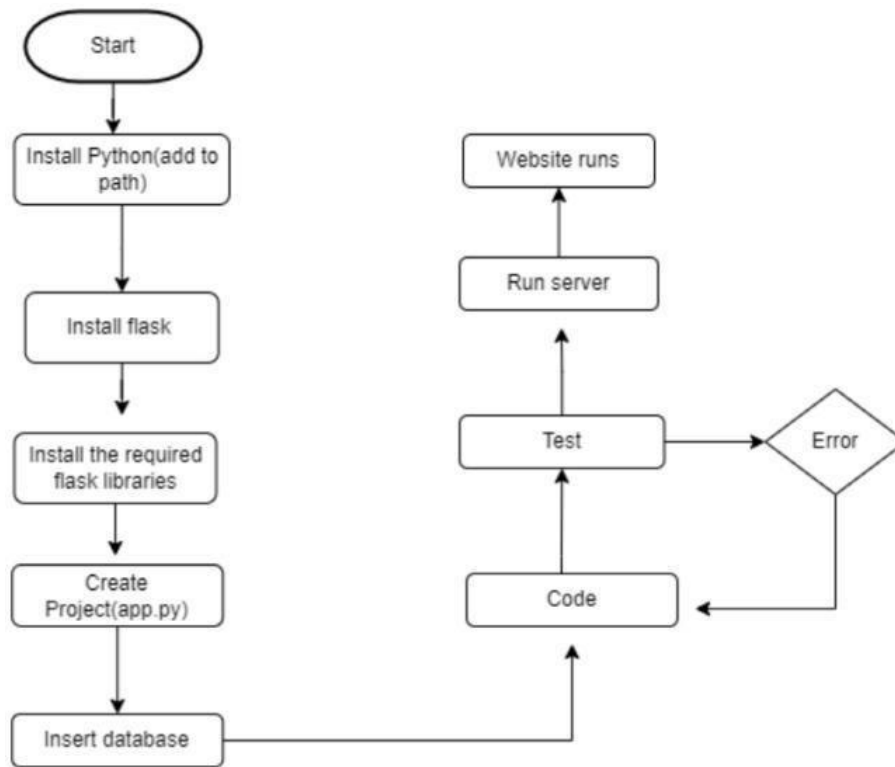 Start
Install Python(add to
path)
Install flask
Install the required
flask libraries
Create
Project(app.py)
Insert database
Code
Test
Error
Run server
Website runs